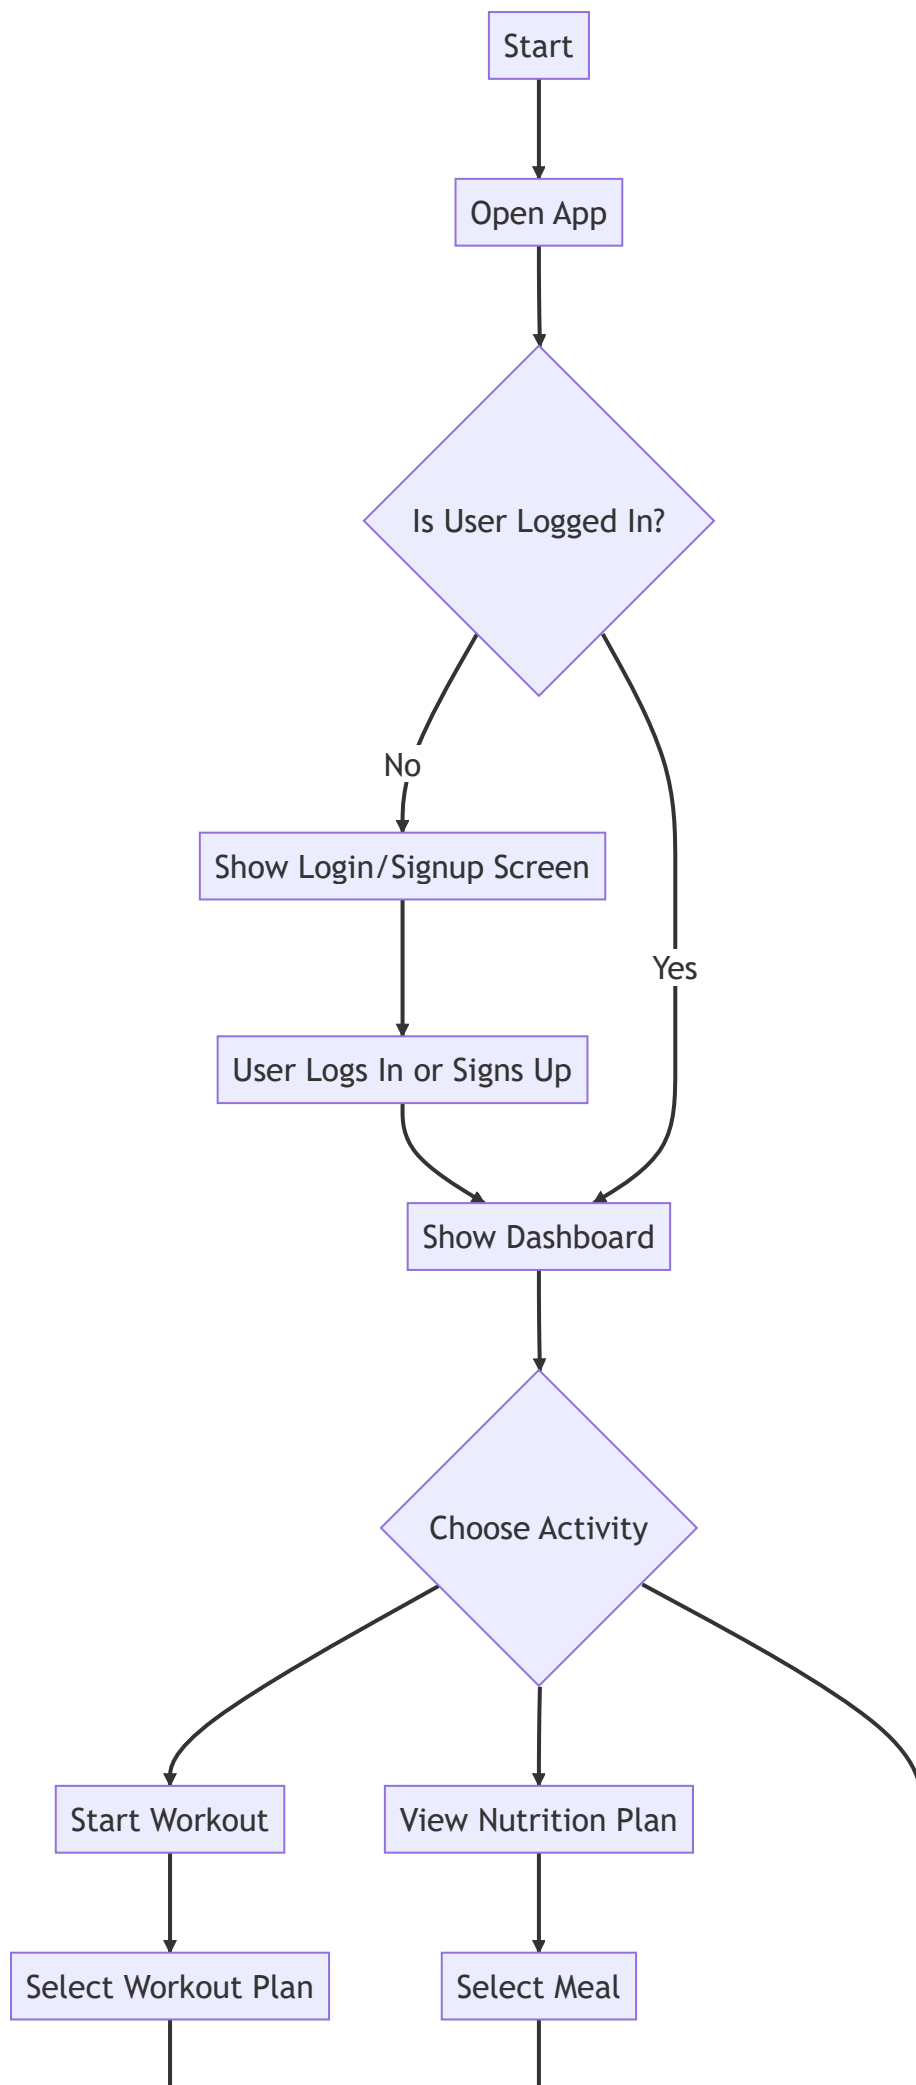 Start
Open App
Is User Logged In?
No
Show Login/Signup Screen
Yes
User Logs In or Signs Up
Show Dashboard
Choose Activity
Start Workout
View Nutrition Plan
Select Workout Plan
Select Meal